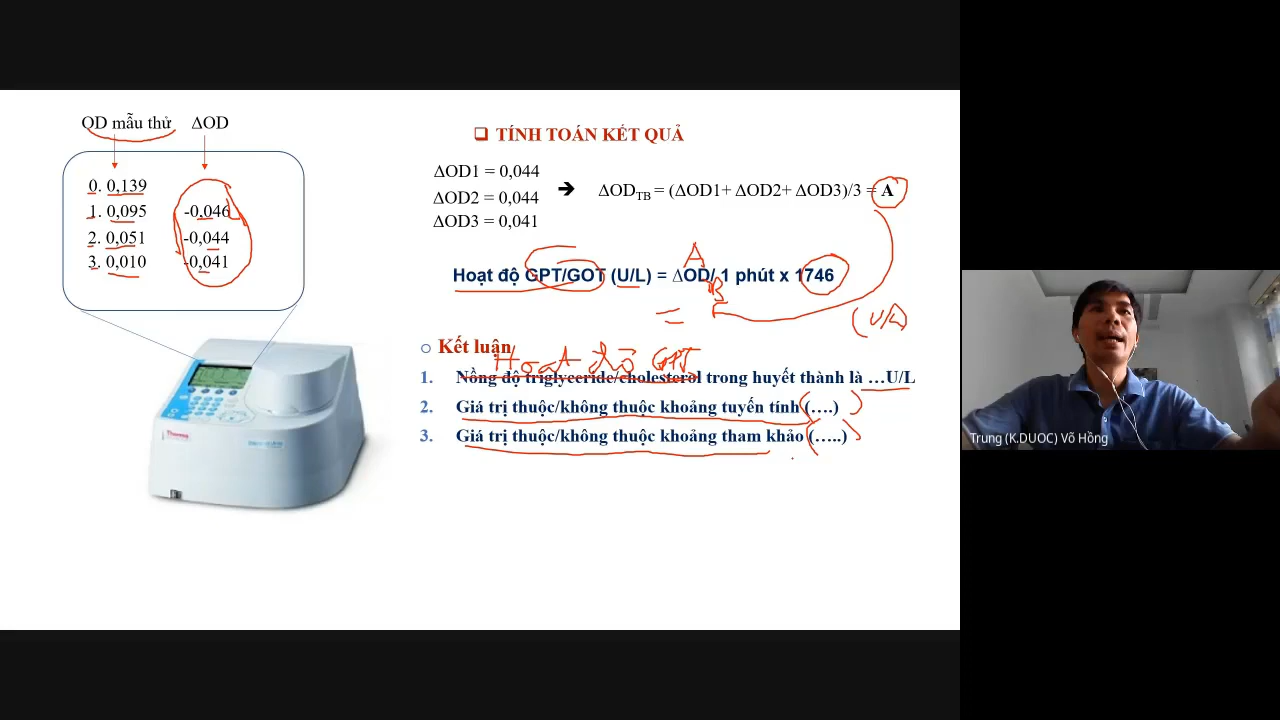 OD mẫu thử ΔOD
0. 0,139
1. 0,095 -0,046
2. 0,051 -0,044
3. 0,010 -0,041
❑ TÍNH TOÁN KẾT QUẢ
ΔOD1 = 0,044
ΔOD2 = 0,044 ➔ ΔODTB = (ΔOD1+ ΔOD2+ ΔOD3)/3 = A
ΔOD3 = 0,041
A
Hoạt độ GPT/GOT (U/L) = ΔOD/ 1 phút x 1746
= B (U/L)
○ Kết luận
Hoạt độ GPT
1. Nồng độ triglyceride/cholesterol trong huyết thành là …U/L
2. Giá trị thuộc/không thuộc khoảng tuyến tính (….)
3. Giá trị thuộc/không thuộc khoảng tham khảo (…..)
Thermo
Trung (K.DUOC) Võ Hồng